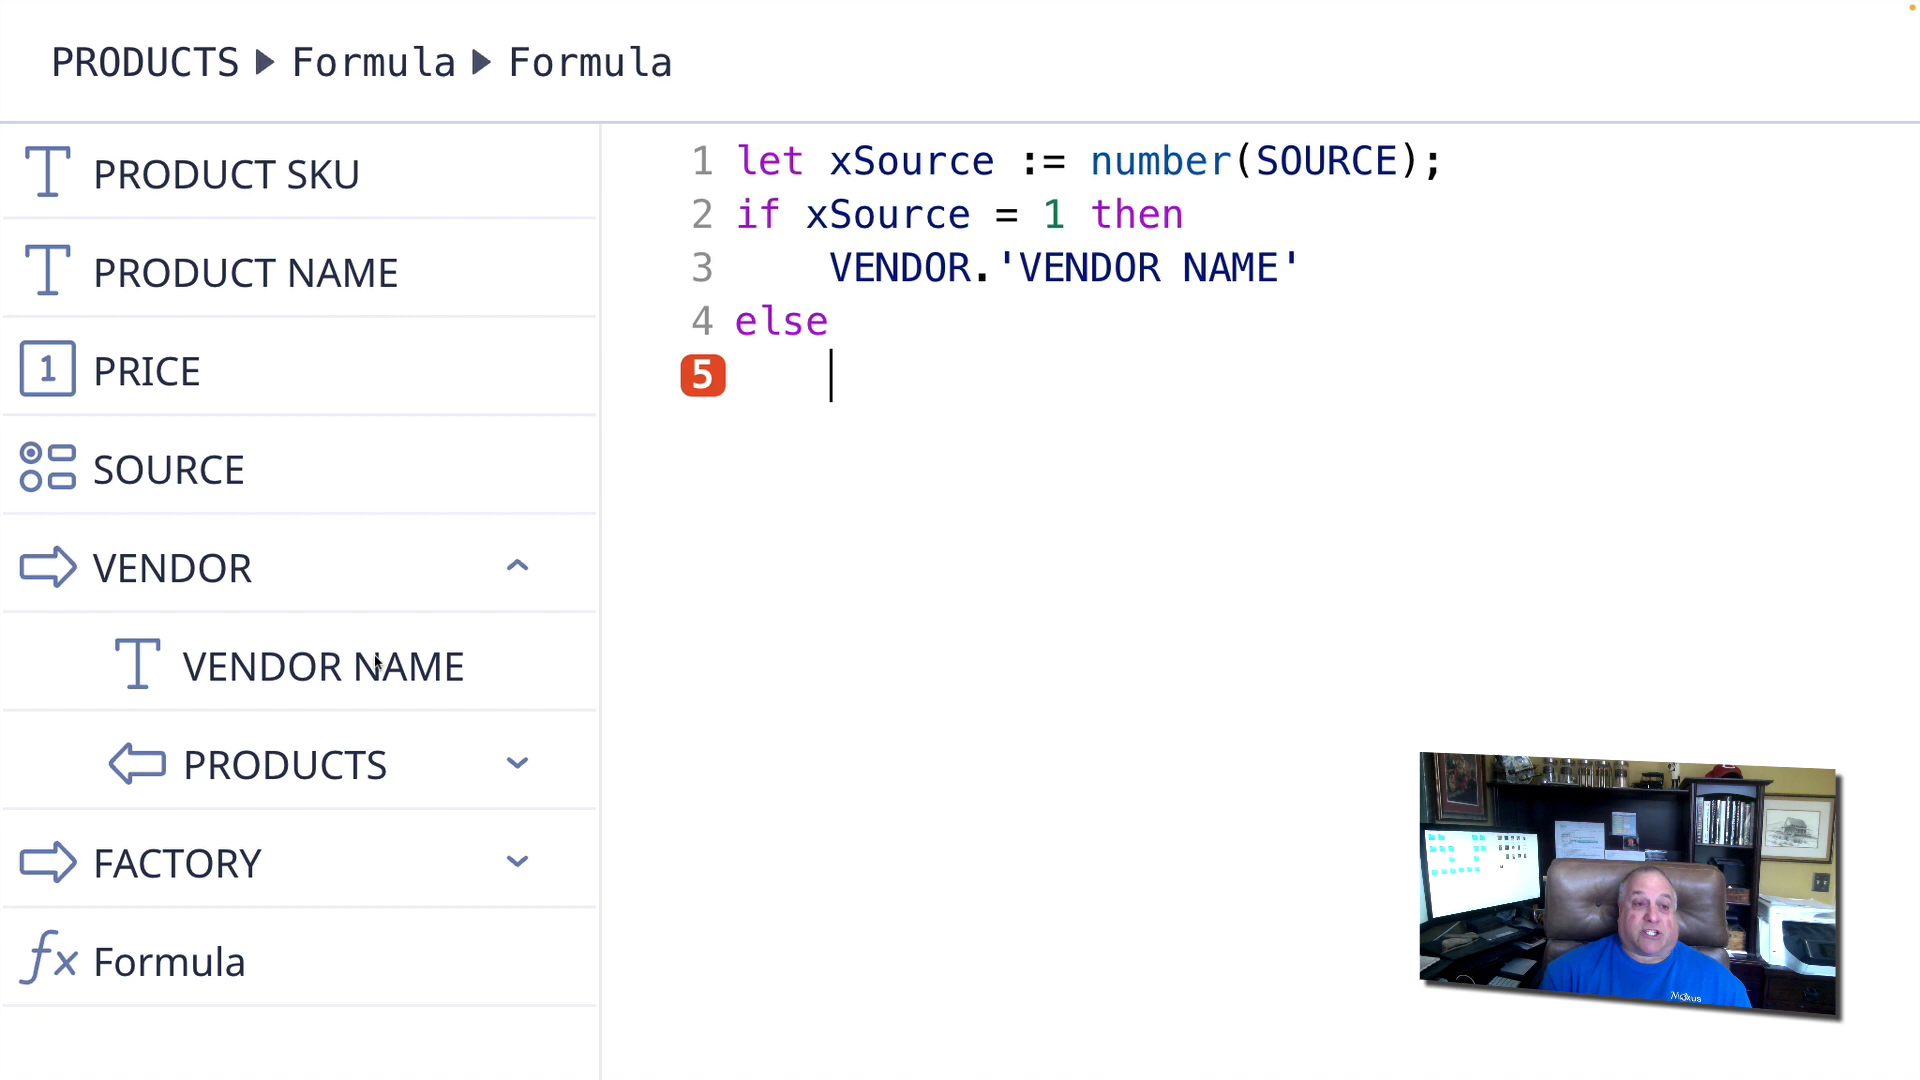 PRODUCTS Formula Formula
PRODUCT SKU
PRODUCT NAME
1 PRICE
SOURCE
VENDOR
VENDOR NAME
PRODUCTS
FACTORY
fx Formula
1 let xSource := number(SOURCE);
2 if xSource = 1 then
3 VENDOR.'VENDOR NAME'
4 else
5